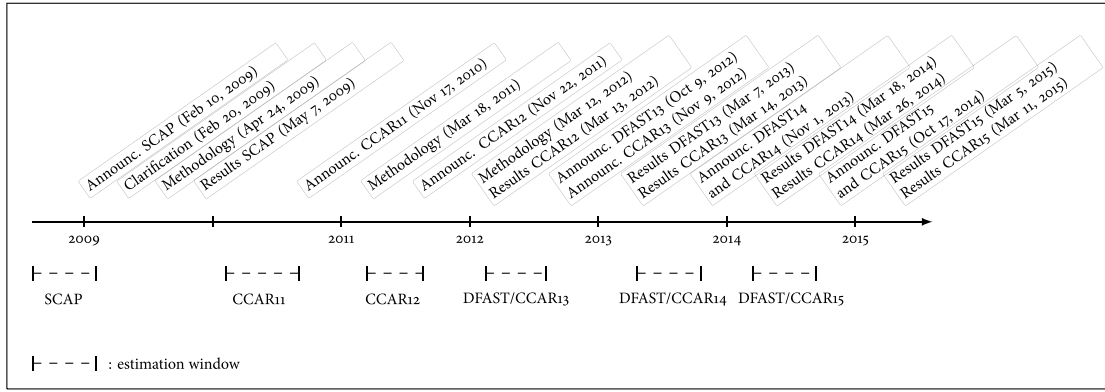 Announc. SCAP (Feb 10, 2009)
Clarification (Feb 20, 2009)
Methodology (Apr 24, 2009)
Results SCAP (May 7, 2009)
Announc. CCAR11 (Nov 17, 2010)
Methodology (Mar 18, 2011)
Announc. CCAR12 (Nov 22, 2011)
Methodology (Mar 12, 2012)
Results CCAR12 (Mar 13, 2012)
Announc. DFAST13 (Oct 9, 2012)
Announc. CCAR13 (Nov 9, 2012)
Results DFAST13 (Mar 7, 2013)
Results CCAR13 (Mar 14, 2013)
Announc. DFAST14
and CCAR14 (Nov 1, 2013)
Results DFAST14 (Mar 18, 2014)
Results CCAR14 (Mar 26, 2014)
Announc. DFAST15
and CCAR15 (Oct 17, 2014)
Results DFAST15 (Mar 5, 2015)
Results CCAR15 (Mar 11, 2015)
2009 2011 2012 2013 2014 2015
SCAP CCAR11 CCAR12 DFAST/CCAR13 DFAST/CCAR14 DFAST/CCAR15
: estimation window